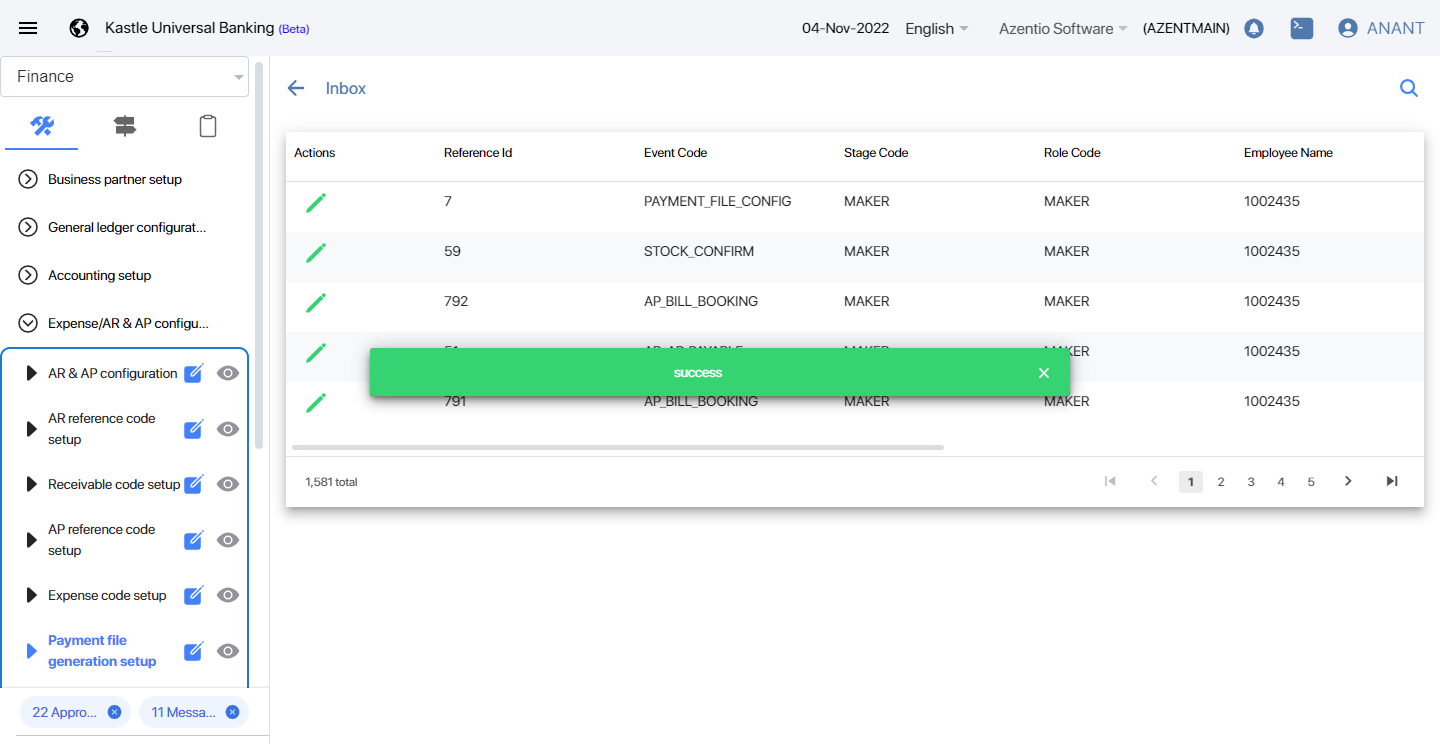 Kastle Universal Banking (Beta)
04-Nov-2022
English
Azentio Software
(AZENTMAIN)
ANANT
Finance
Business partner setup
General ledger configurat...
Accounting setup
Expense/AR & AP configu...
AR & AP configuration
AR reference code
setup
Receivable code setup
AP reference code
setup
Expense code setup
Payment file
generation setup
22 Appro...
11 Messa...
Inbox
Actions Reference Id Event Code Stage Code Role Code Employee Name
7 PAYMENT_FILE_CONFIG MAKER MAKER 1002435
59 STOCK_CONFIRM MAKER MAKER 1002435
792 AP_BILL_BOOKING MAKER MAKER 1002435
MAKER 1002435
success
791 AP_BILL_BOOKING MAKER MAKER 1002435
1,581 total
1 2 3 4 5